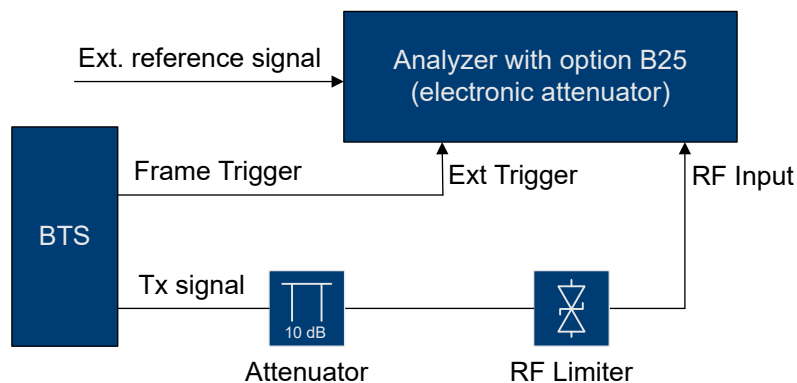 Ext. reference signal
Analyzer with option B25
(electronic attenuator)
Frame Trigger
Ext Trigger
RF Input
BTS
Tx signal
10 dB
Attenuator
RF Limiter